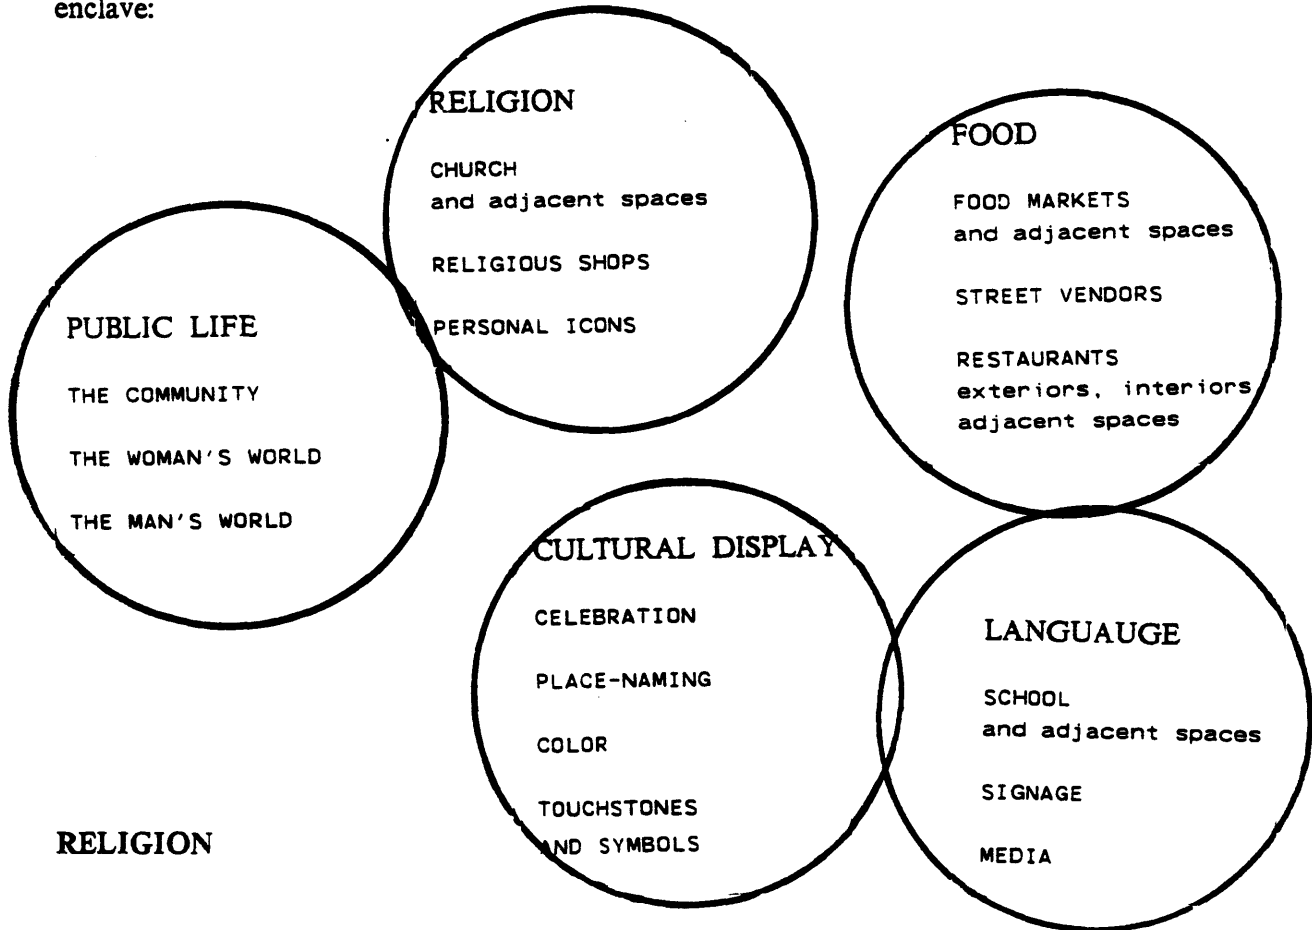 enclave:
RELIGION
CHURCH
and adjacent spaces
RELIGIOUS SHOPS
PERSONAL ICONS
FOOD
FOOD MARKETS
and adjacent spaces
STREET VENDORS
RESTAURANTS
exteriors, interiors
adjacent spaces
PUBLIC LIFE
THE COMMUNITY
THE WOMAN'S WORLD
THE MAN'S WORLD
CULTURAL DISPLAY
CELEBRATION
PLACE-NAMING
COLOR
TOUCHSTONES
AND SYMBOLS
LANGUAUGE
SCHOOL
and adjacent spaces
SIGNAGE
MEDIA
RELIGION